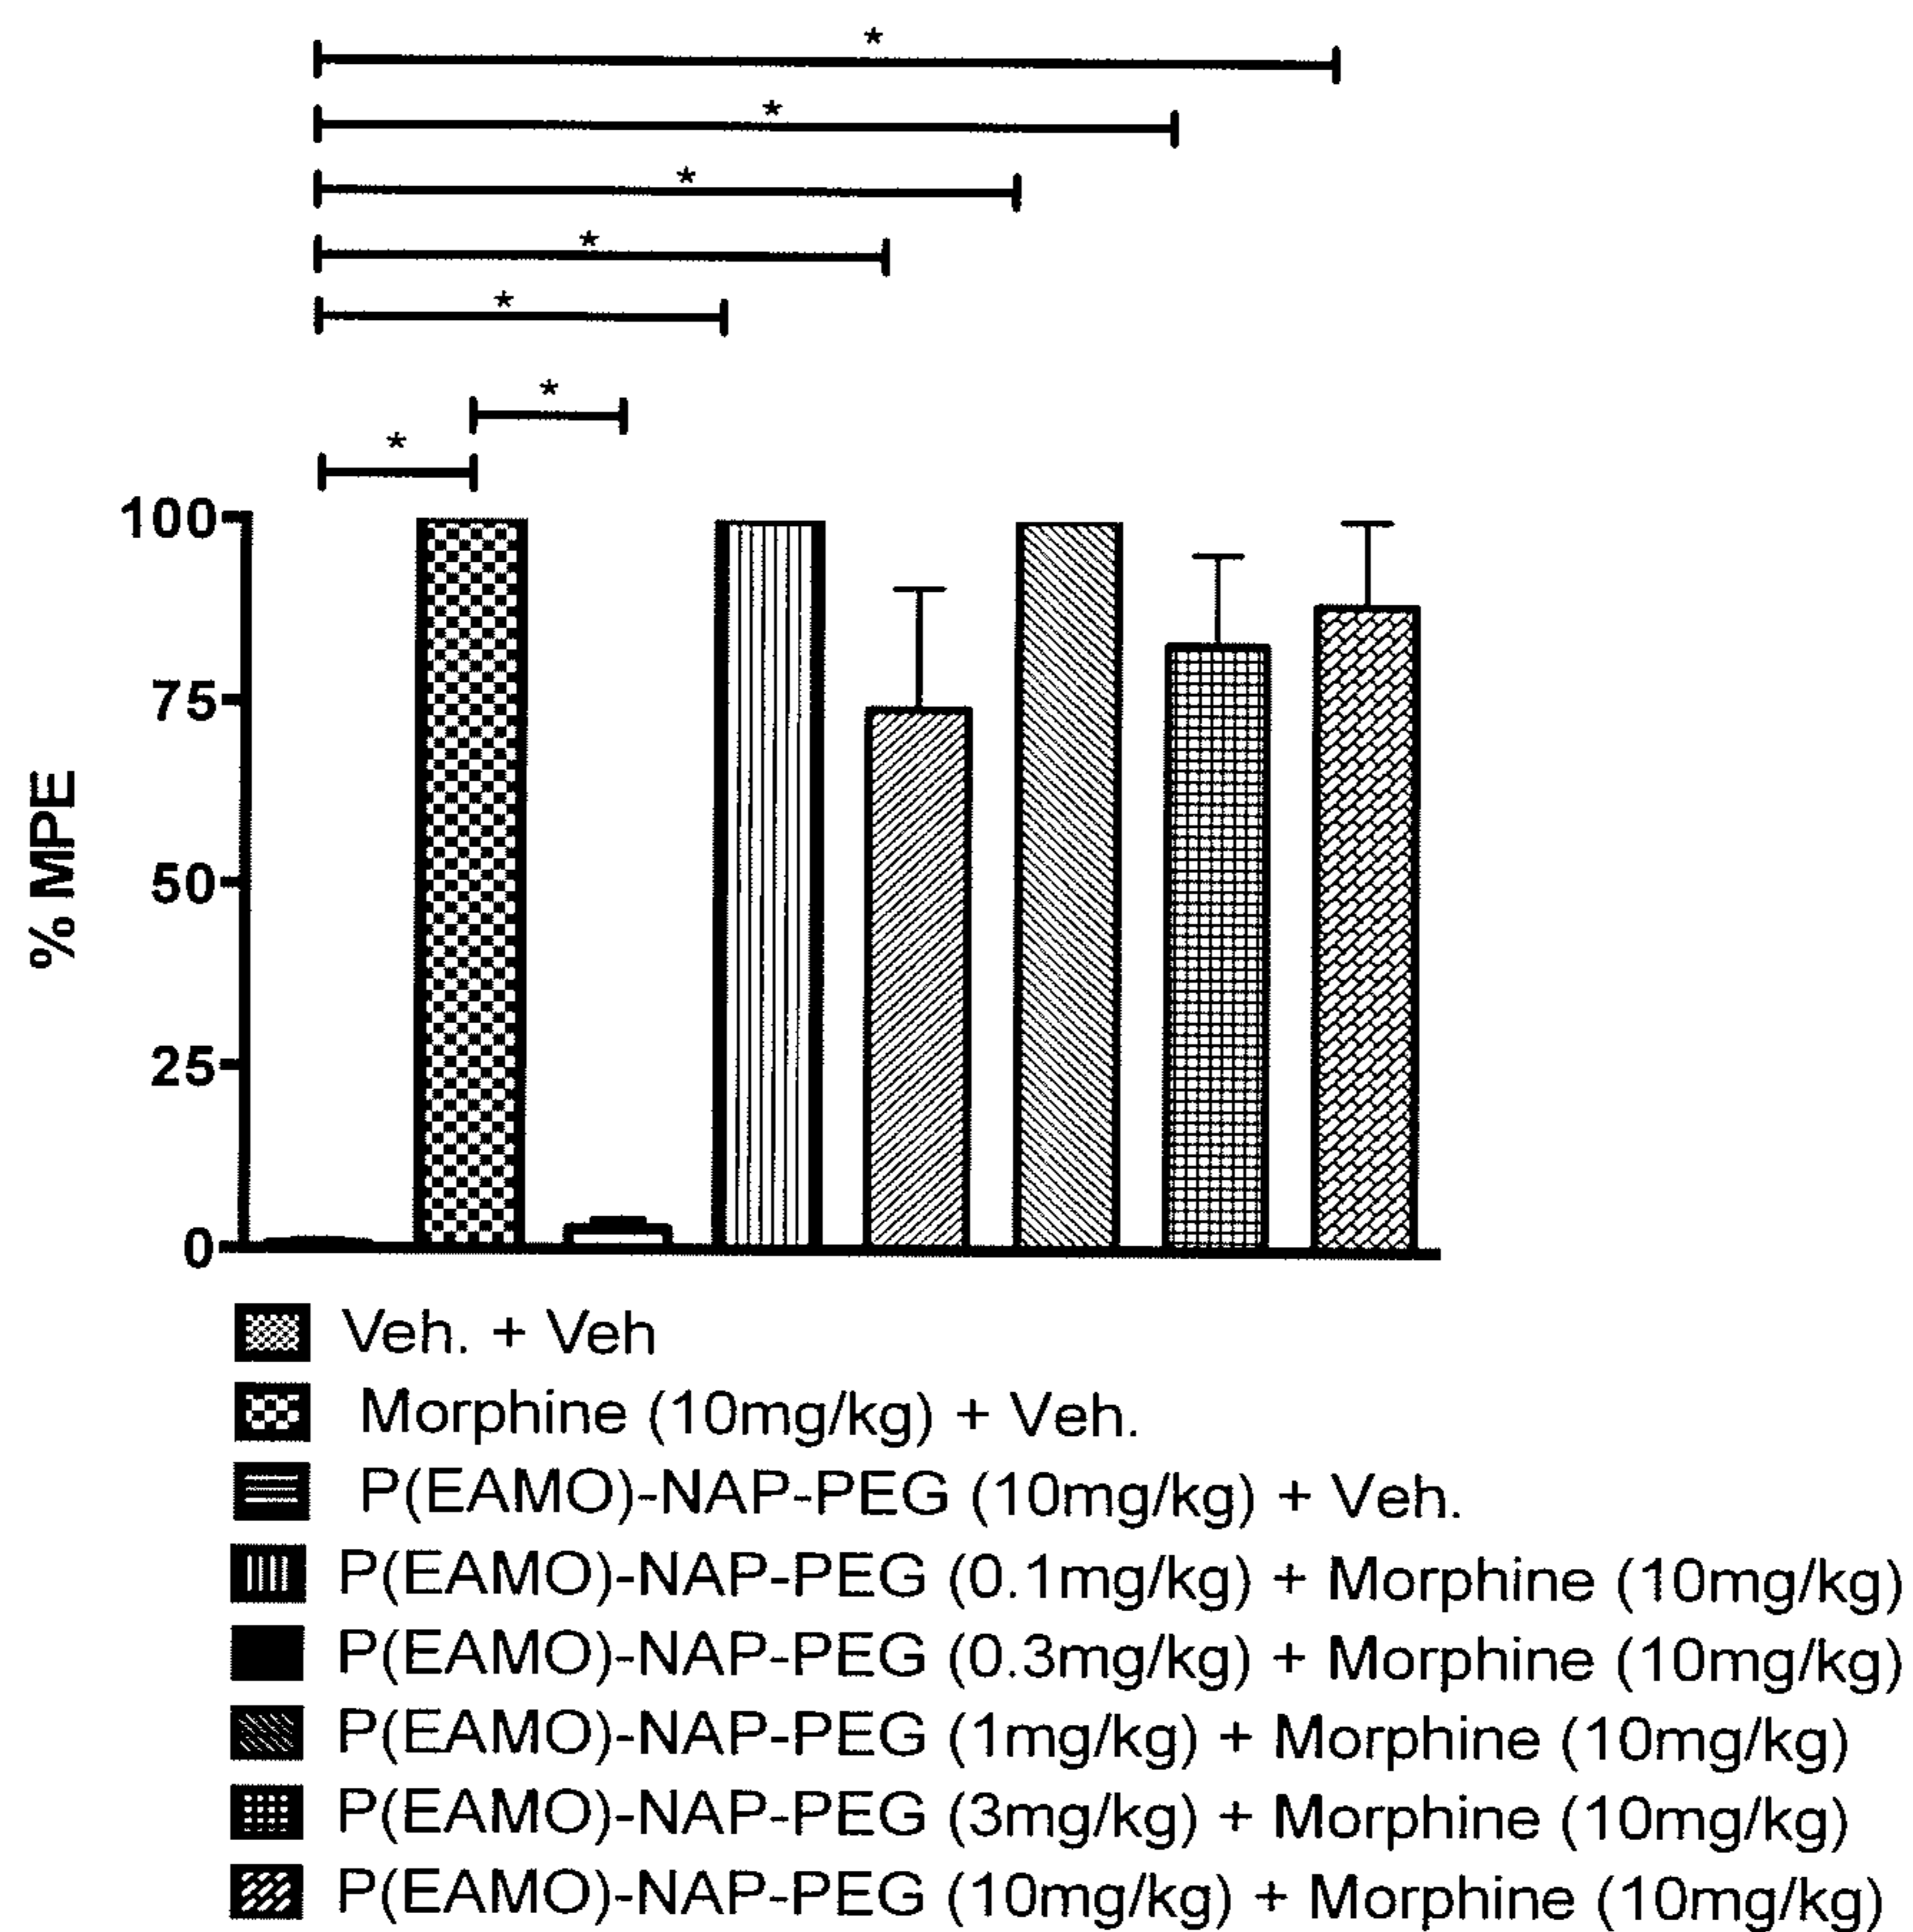 *
*
*
*
*
*
*
100
75
50
25
0
% MPE
Veh. + Veh
Morphine (10mg/kg) + Veh.
P(EAMO)-NAP-PEG (10mg/kg) + Veh.
P(EAMO)-NAP-PEG (0.1mg/kg) + Morphine (10mg/kg)
P(EAMO)-NAP-PEG (0.3mg/kg) + Morphine (10mg/kg)
P(EAMO)-NAP-PEG (1mg/kg) + Morphine (10mg/kg)
P(EAMO)-NAP-PEG (3mg/kg) + Morphine (10mg/kg)
P(EAMO)-NAP-PEG (10mg/kg) + Morphine (10mg/kg)